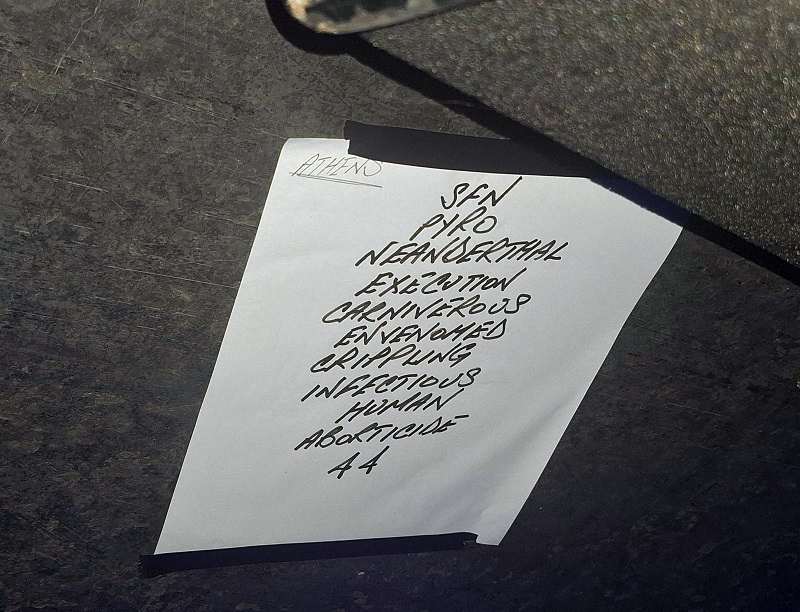 ATHENS
SFN
PYRO
NEANDERTHAL
EXECUTION
CARNIVEROUS
ENVENOMED
CRIPPLING
INFECTIOUS
HUMAN
ABORTICIDE
44